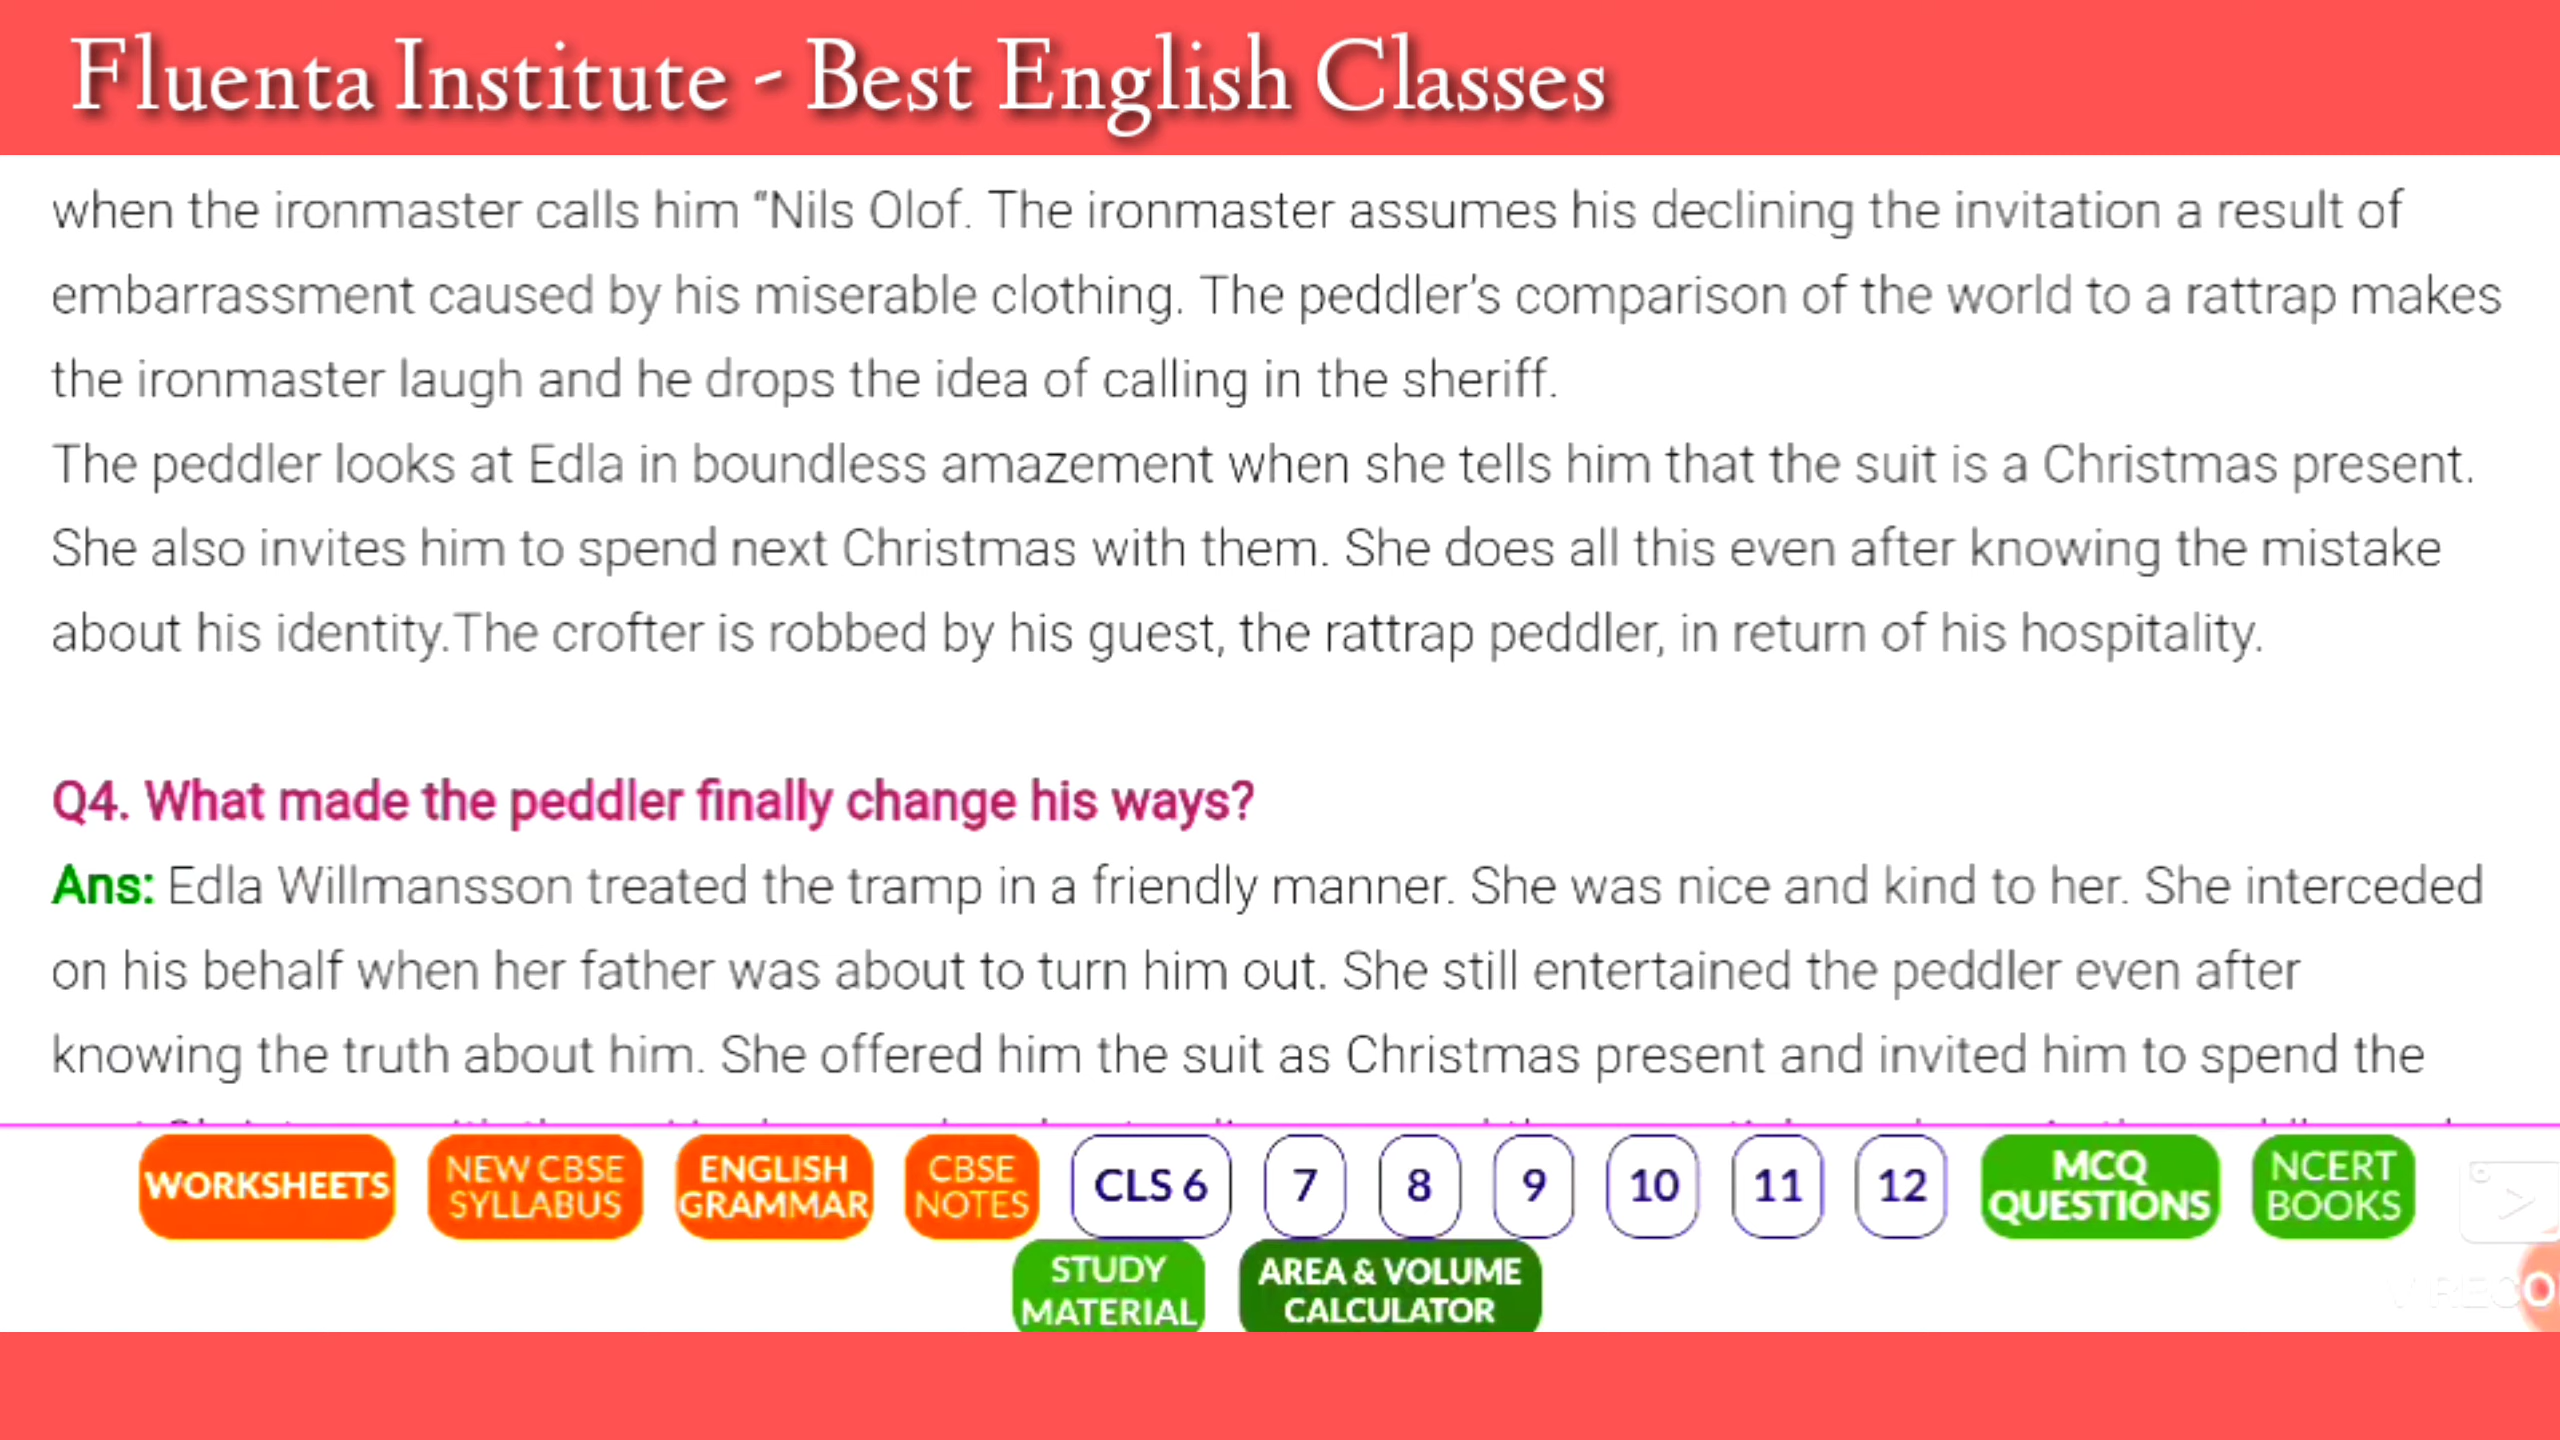 Fluenta Institute - Best English Classes
when the ironmaster calls him “Nils Olof. The ironmaster assumes his declining the invitation a result of
embarrassment caused by his miserable clothing. The peddler’s comparison of the world to a rattrap makes
the ironmaster laugh and he drops the idea of calling in the sheriff.
The peddler looks at Edla in boundless amazement when she tells him that the suit is a Christmas present.
She also invites him to spend next Christmas with them. She does all this even after knowing the mistake
about his identity.The crofter is robbed by his guest, the rattrap peddler, in return of his hospitality.
Q4. What made the peddler finally change his ways?
Ans: Edla Willmansson treated the tramp in a friendly manner. She was nice and kind to her. She interceded
on his behalf when her father was about to turn him out. She still entertained the peddler even after
knowing the truth about him. She offered him the suit as Christmas present and invited him to spend the
WORKSHEETS
NEW CBSE
SYLLABUS
ENGLISH
GRAMMAR
CBSE
NOTES
CLS 6
7
8
9
10
11
12
MCQ
QUESTIONS
NCERT
BOOKS
STUDY
MATERIAL
AREA & VOLUME
CALCULATOR